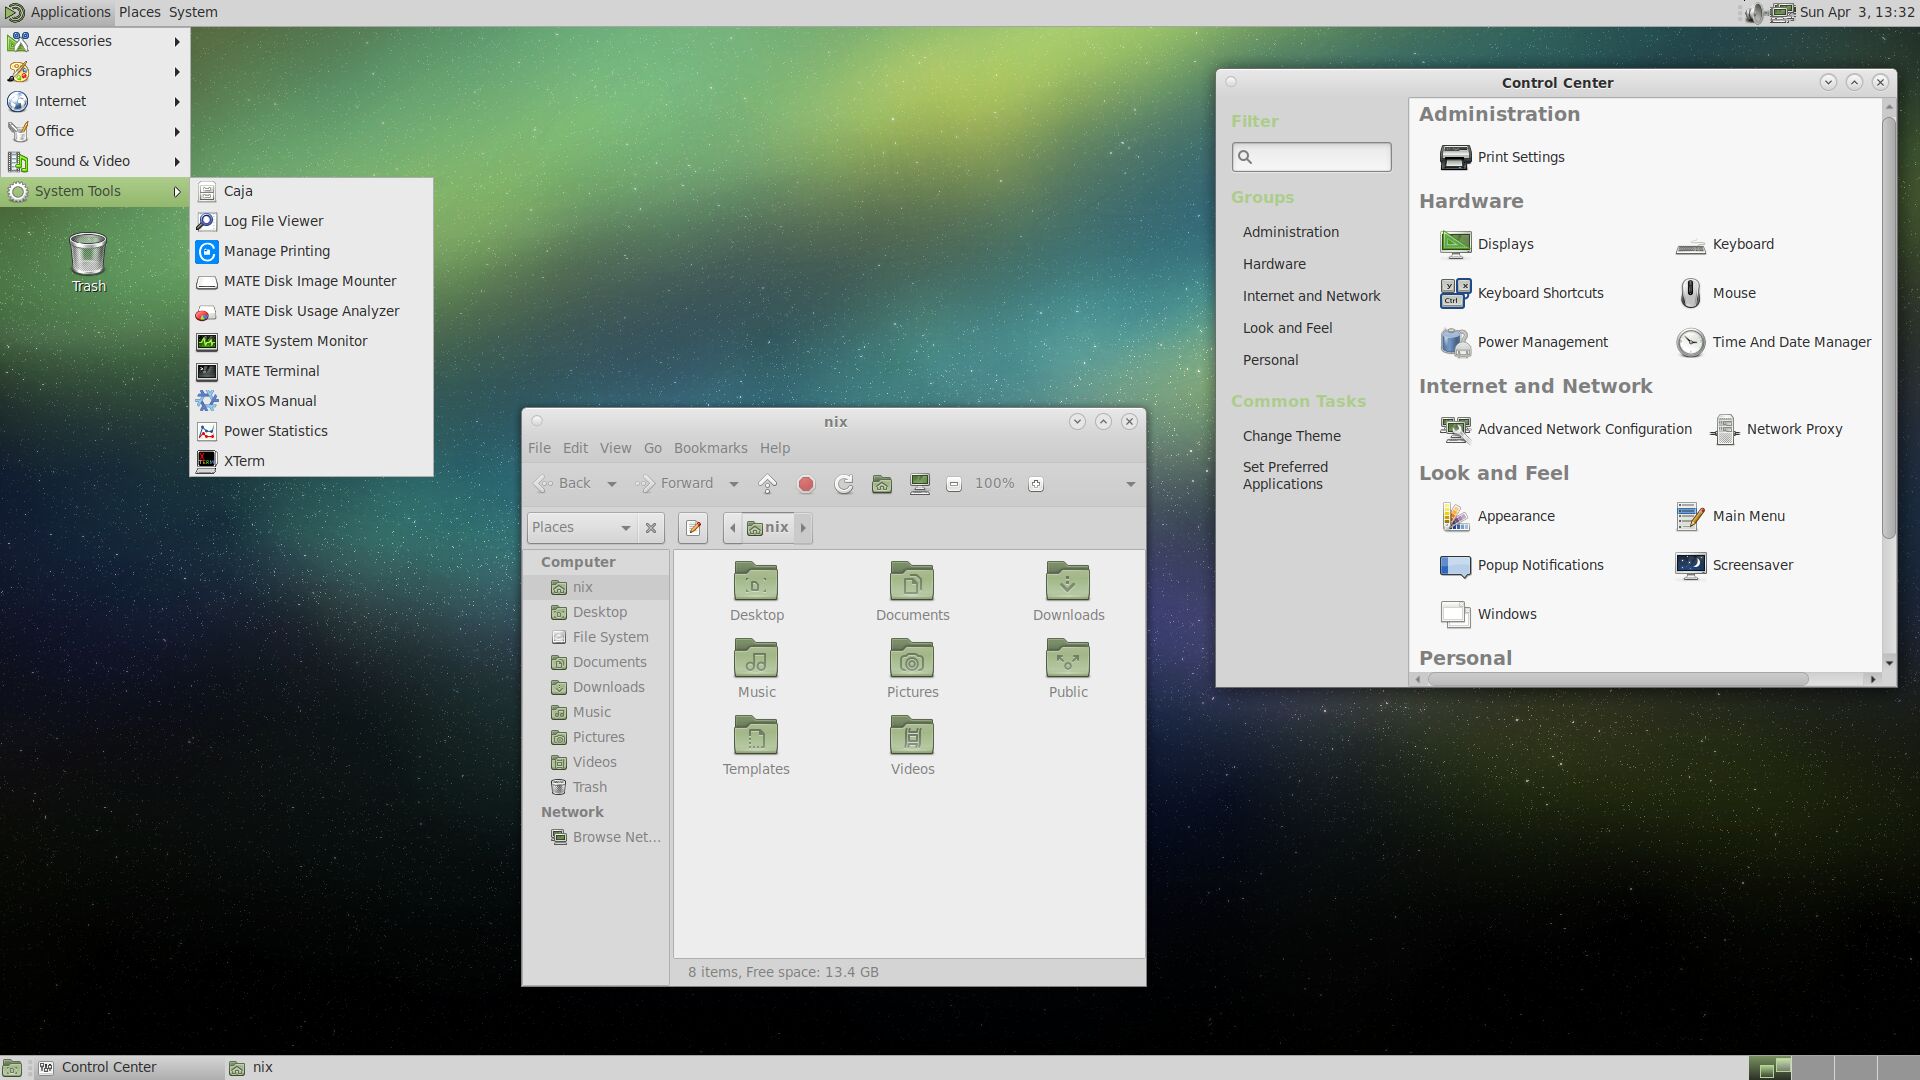 Applications Places System
Sun Apr 3, 13:32
Accessories
Graphics
Internet
Office
Sound & Video
System Tools
Caja
Log File Viewer
Manage Printing
MATE Disk Image Mounter
MATE Disk Usage Analyzer
MATE System Monitor
MATE Terminal
NixOS Manual
Power Statistics
XTerm
Trash
nix
File Edit View Go Bookmarks Help
Back Forward 100%
Places
nix
Computer
nix
Desktop
File System
Documents
Downloads
Music
Pictures
Videos
Trash
Network
Browse Net...
Desktop Documents Downloads
Music Pictures Public
Templates Videos
8 items, Free space: 13.4 GB
Control Center
Filter
Groups
Administration
Hardware
Internet and Network
Look and Feel
Personal
Common Tasks
Change Theme
Set Preferred
Applications
Administration
Print Settings
Hardware
Displays Keyboard
Keyboard Shortcuts Mouse
Power Management Time And Date Manager
Internet and Network
Advanced Network Configuration Network Proxy
Look and Feel
Appearance Main Menu
Popup Notifications Screensaver
Windows
Personal
Control Center nix